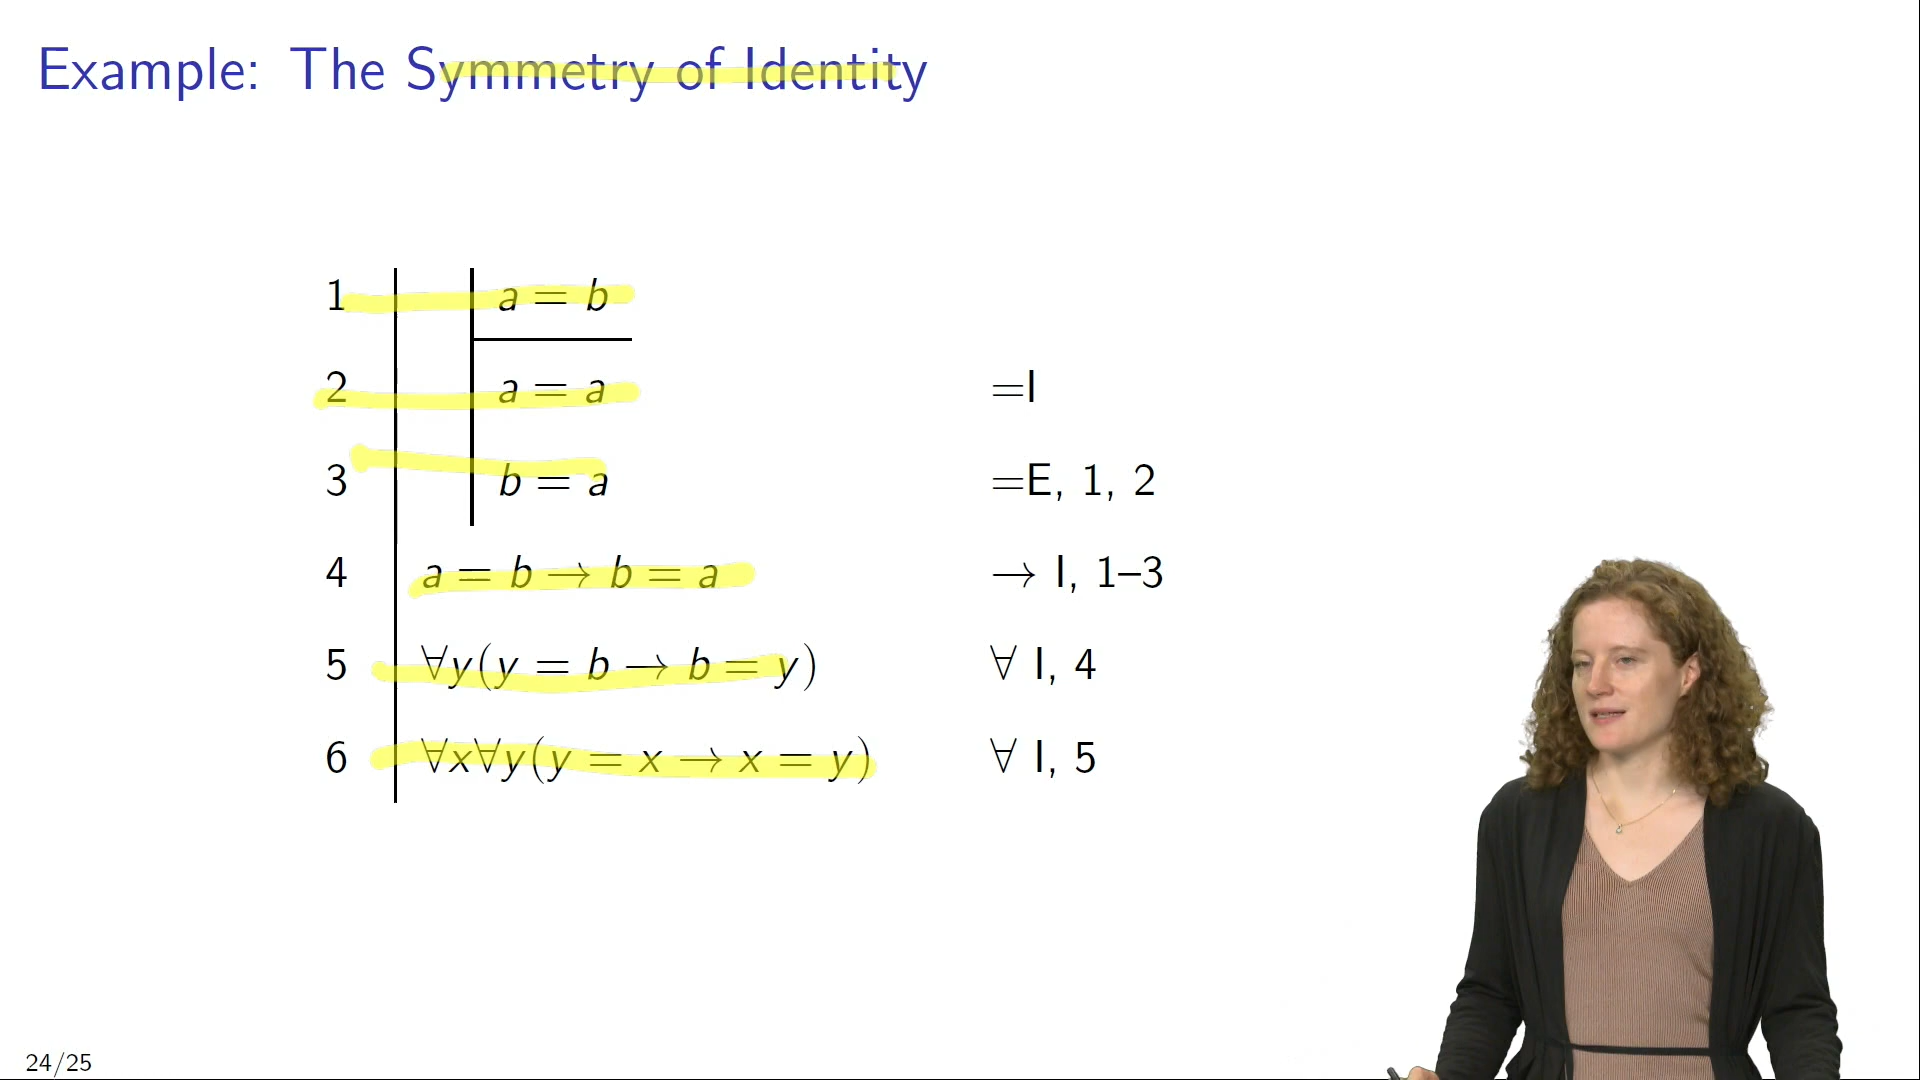 Example: The Symmetry of Identity
1 a = b
2 a = a =I
3 b = a =E, 1, 2
4 a = b → b = a → I, 1–3
5 ∀y(y = b → b = y) ∀ I, 4
6 ∀x∀y(y = x → x = y) ∀ I, 5
24/25